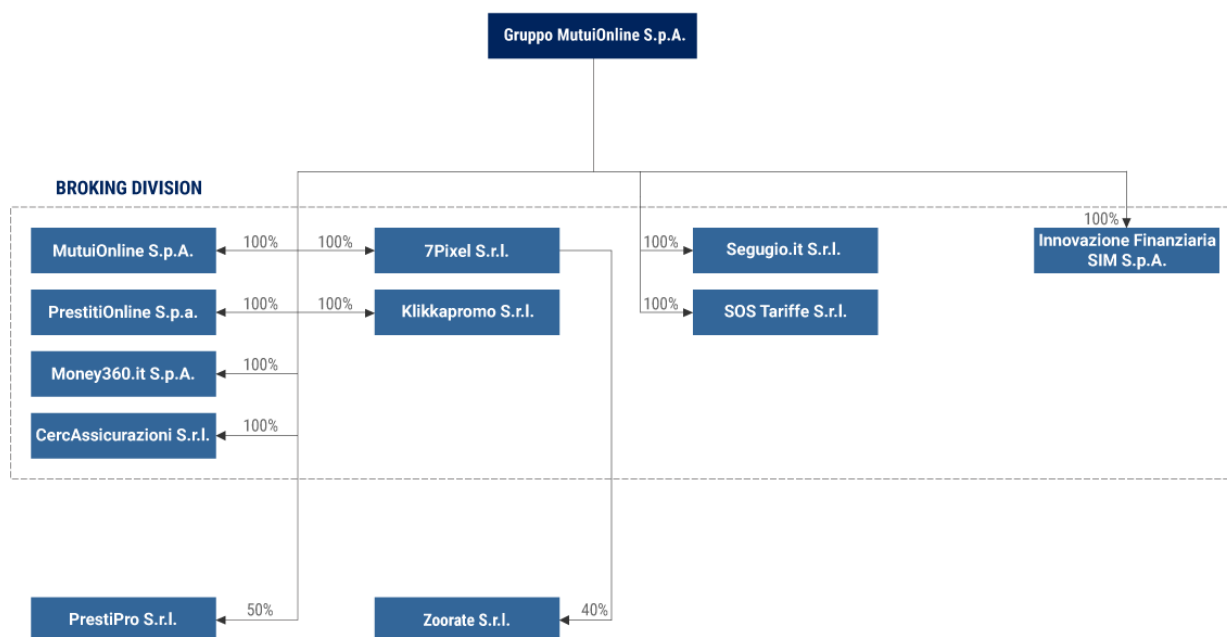 Gruppo MutuiOnline S.p.A.
BROKING DIVISION
100%
MutuiOnline S.p.A.
100%
100%
7Pixel S.r.l.
100%
Segugio.it S.r.l.
Innovazione Finanziaria
SIM S.p.A.
PrestitiOnline S.p.a.
100%
100%
Klikkapromo S.r.l.
100%
SOS Tariffe S.r.l.
Money360.it S.p.A.
100%
CercAssicurazioni S.r.l.
100%
PrestiPro S.r.l.
50%
Zoorate S.r.l.
40%